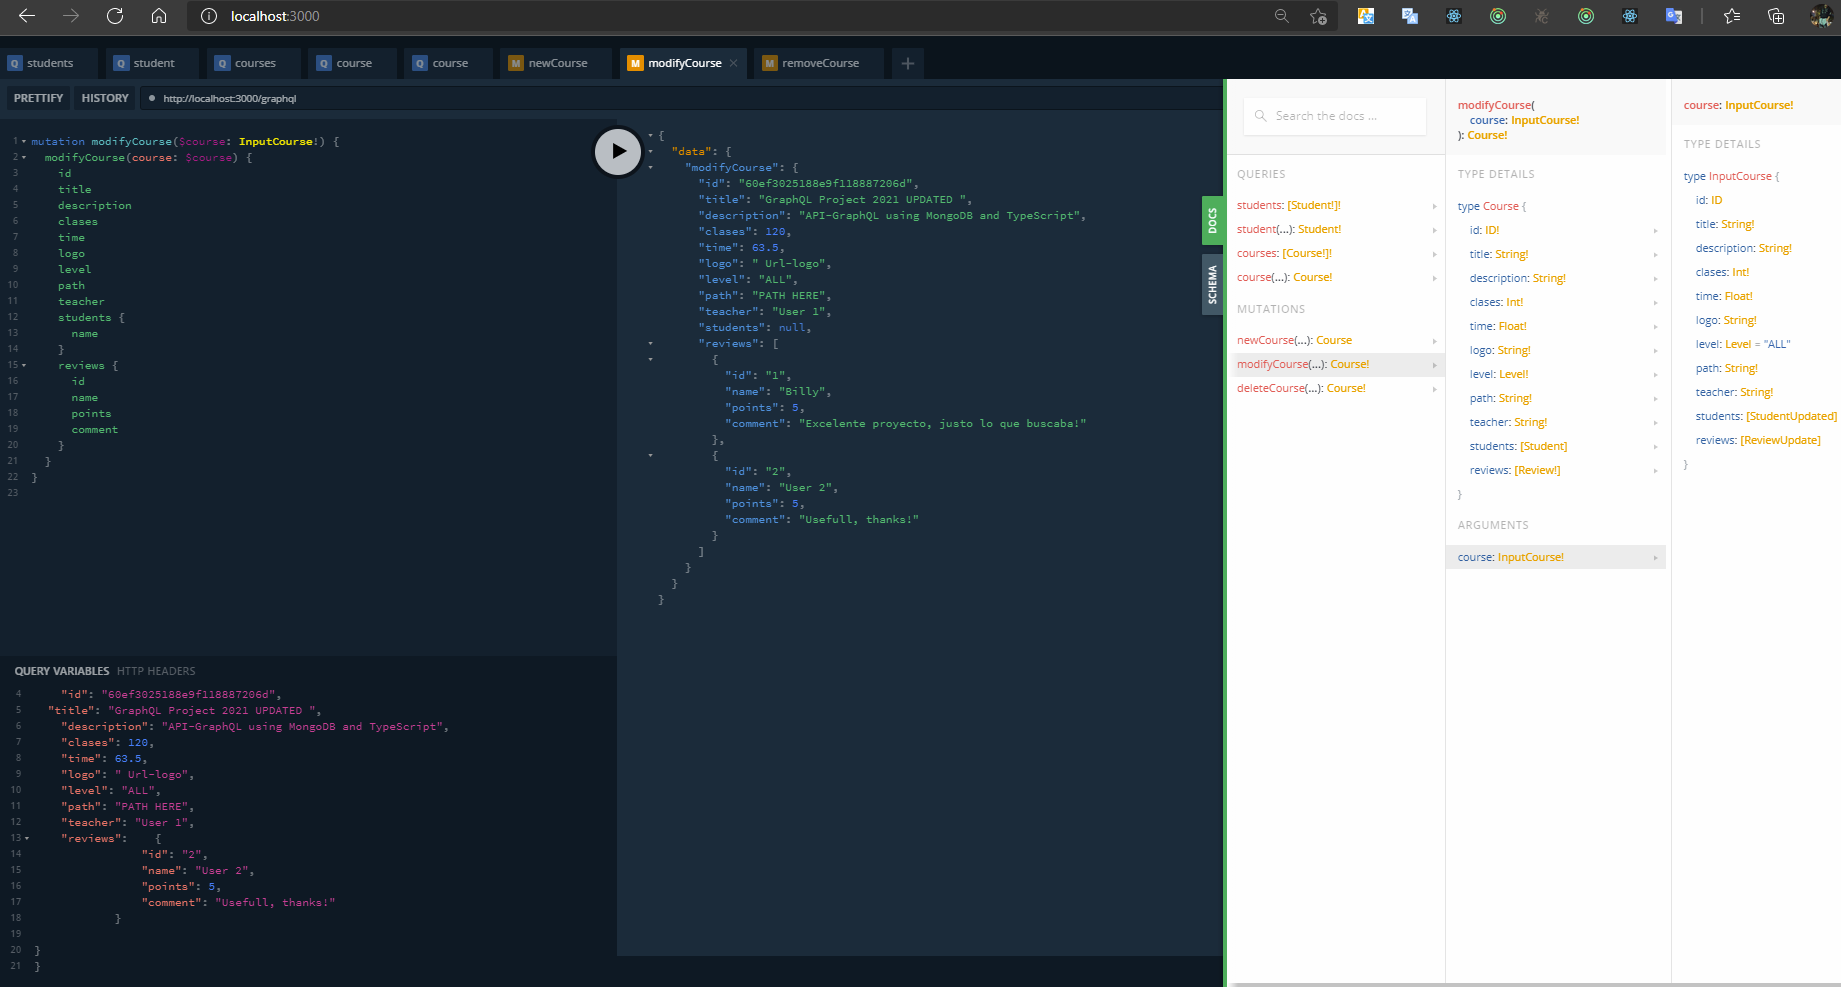 localhost:3000
Q students
Q student
Q courses
Q course
Q course
M newCourse
M modifyCourse
M removeCourse
PRETTIFY HISTORY http://localhost:3000/graphql
1 mutation modifyCourse($course: InputCourse!) {
2 modifyCourse(course: $course) {
3 id
4 title
5 description
6 clases
7 time
8 logo
9 level
10 path
11 teacher
12 students {
13 name
14 }
15 reviews {
16 id
17 name
18 points
19 comment
20 }
21 }
22 }
23
QUERY VARIABLES HTTP HEADERS
4 "id": "60ef3025188e9f118887206d",
5 "title": "GraphQL Project 2021 UPDATED ",
6 "description": "API-GraphQL using MongoDB and TypeScript",
7 "clases": 120,
8 "time": 63.5,
9 "logo": " Url-logo",
10 "level": "ALL",
11 "path": "PATH HERE",
12 "teacher": "User 1",
13 "reviews": {
14 "id": "2",
15 "name": "User 2",
16 "points": 5,
17 "comment": "Usefull, thanks!"
18 }
19
20 }
21 }
{
"data": {
"modifyCourse": {
"id": "60ef3025188e9f118887206d",
"title": "GraphQL Project 2021 UPDATED ",
"description": "API-GraphQL using MongoDB and TypeScript",
"clases": 120,
"time": 63.5,
"logo": " Url-logo",
"level": "ALL",
"path": "PATH HERE",
"teacher": "User 1",
"students": null,
"reviews": [
{
"id": "1",
"name": "Billy",
"points": 5,
"comment": "Excelente proyecto, justo lo que buscaba!"
},
{
"id": "2",
"name": "User 2",
"points": 5,
"comment": "Usefull, thanks!"
}
]
}
}
}
DOCS
SCHEMA
Search the docs ...
QUERIES
students: [Student!]!
student(...): Student!
courses: [Course!]!
course(...): Course!
MUTATIONS
newCourse(...): Course
modifyCourse(...): Course!
deleteCourse(...): Course!
modifyCourse(
course: InputCourse!
): Course!
TYPE DETAILS
type Course {
id: ID!
title: String!
description: String!
clases: Int!
time: Float!
logo: String!
level: Level!
path: String!
teacher: String!
students: [Student]
reviews: [Review!]
}
ARGUMENTS
course: InputCourse!
course: InputCourse!
TYPE DETAILS
type InputCourse {
id: ID
title: String!
description: String!
clases: Int!
time: Float!
logo: String!
level: Level = "ALL"
path: String!
teacher: String!
students: [StudentUpdated]
reviews: [ReviewUpdate]
}